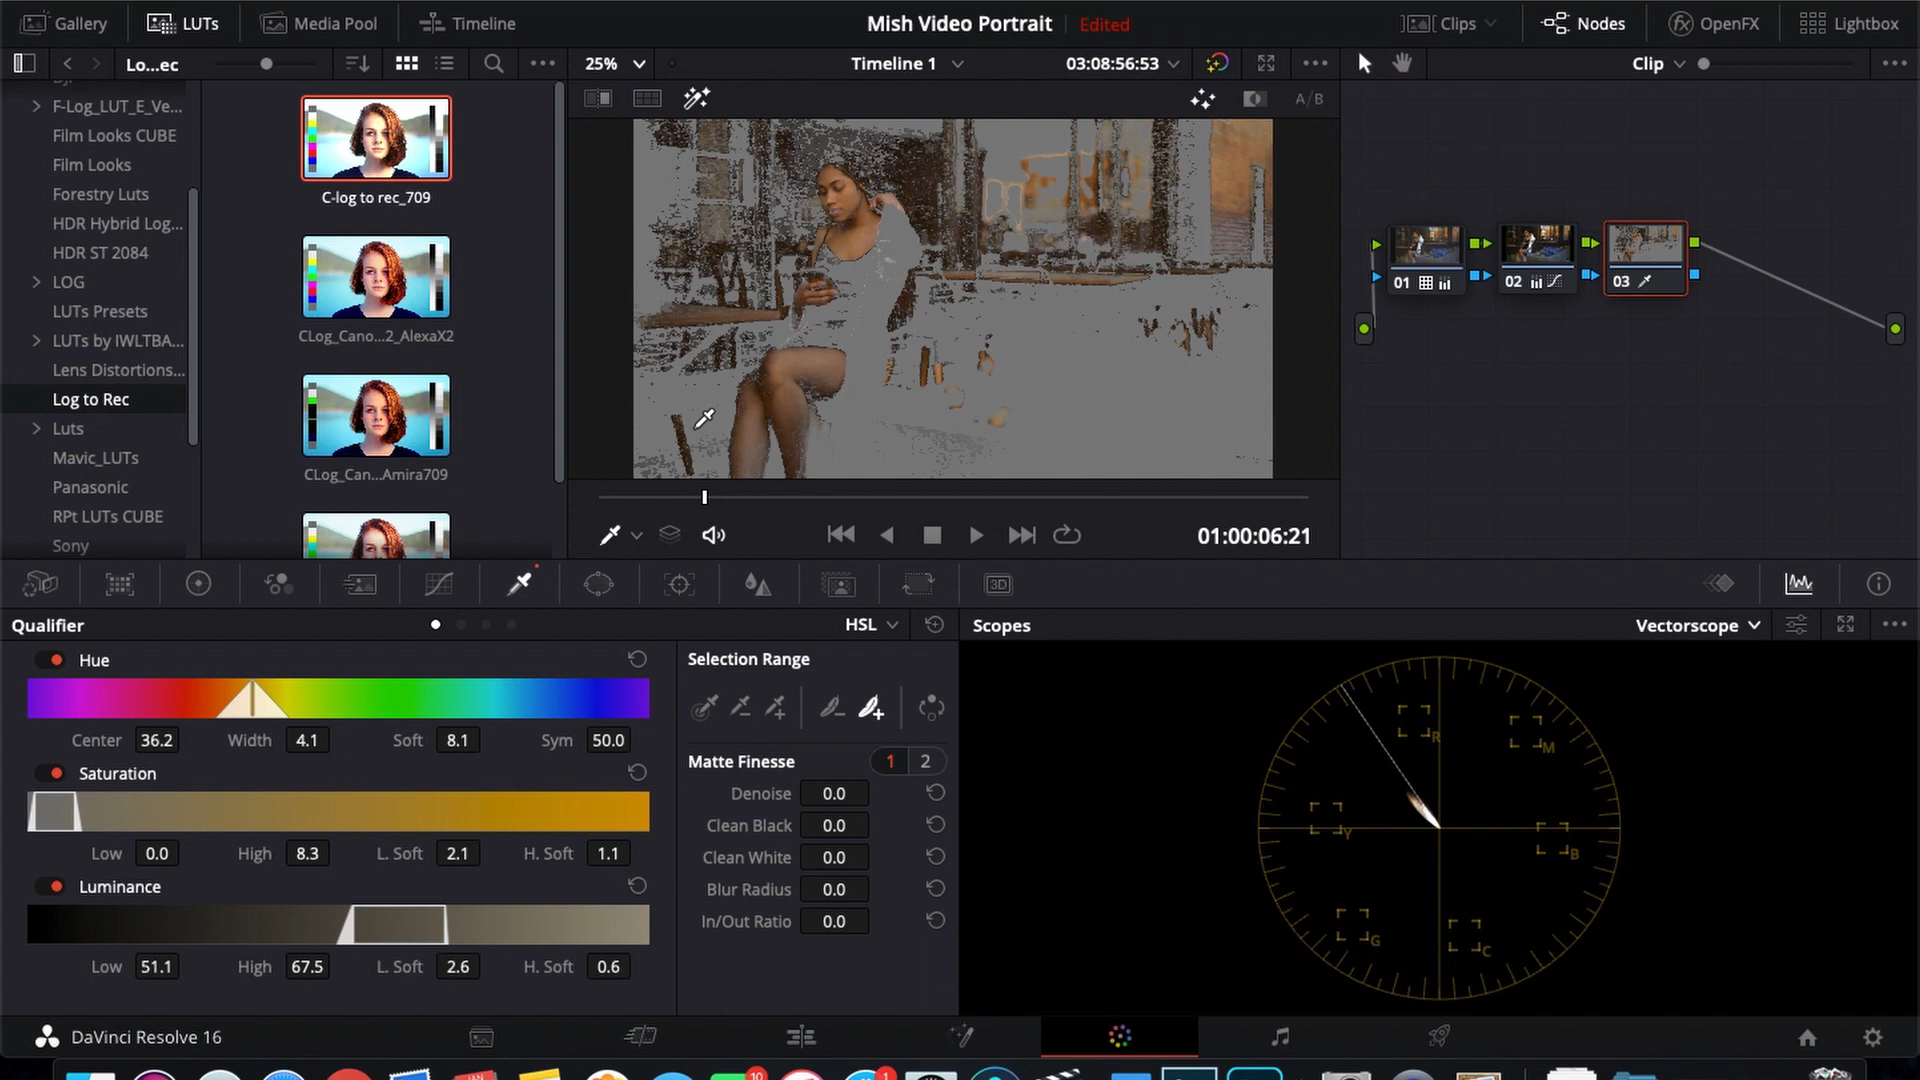 Gallery
LUTs
Media Pool
Timeline
Mish Video Portrait
Edited
Clips
Nodes
OpenFX
Lightbox
Lo...ec
25%
Timeline 1
03:08:56:53
Clip
A/B
F-Log_LUT_E_Ve...
Film Looks CUBE
Film Looks
Forestry Luts
HDR Hybrid Log...
HDR ST 2084
LOG
LUTs Presets
LUTs by IWLTBA...
Lens Distortions...
Log to Rec
Luts
Mavic_LUTs
Panasonic
RPt LUTs CUBE
Sony
C-log to rec_709
CLog_Cano...2_AlexaX2
CLog_Can...Amira709
01
02
03
01:00:06:21
3D
Qualifier
HSL
Scopes
Vectorscope
Hue
Center 36.2 Width 4.1 Soft 8.1 Sym 50.0
Saturation
Low 0.0 High 8.3 L. Soft 2.1 H. Soft 1.1
Luminance
Low 51.1 High 67.5 L. Soft 2.6 H. Soft 0.6
Selection Range
Matte Finesse 1 2
Denoise 0.0
Clean Black 0.0
Clean White 0.0
Blur Radius 0.0
In/Out Ratio 0.0
R
M
Y
B
G
C
DaVinci Resolve 16
JAN
10
1